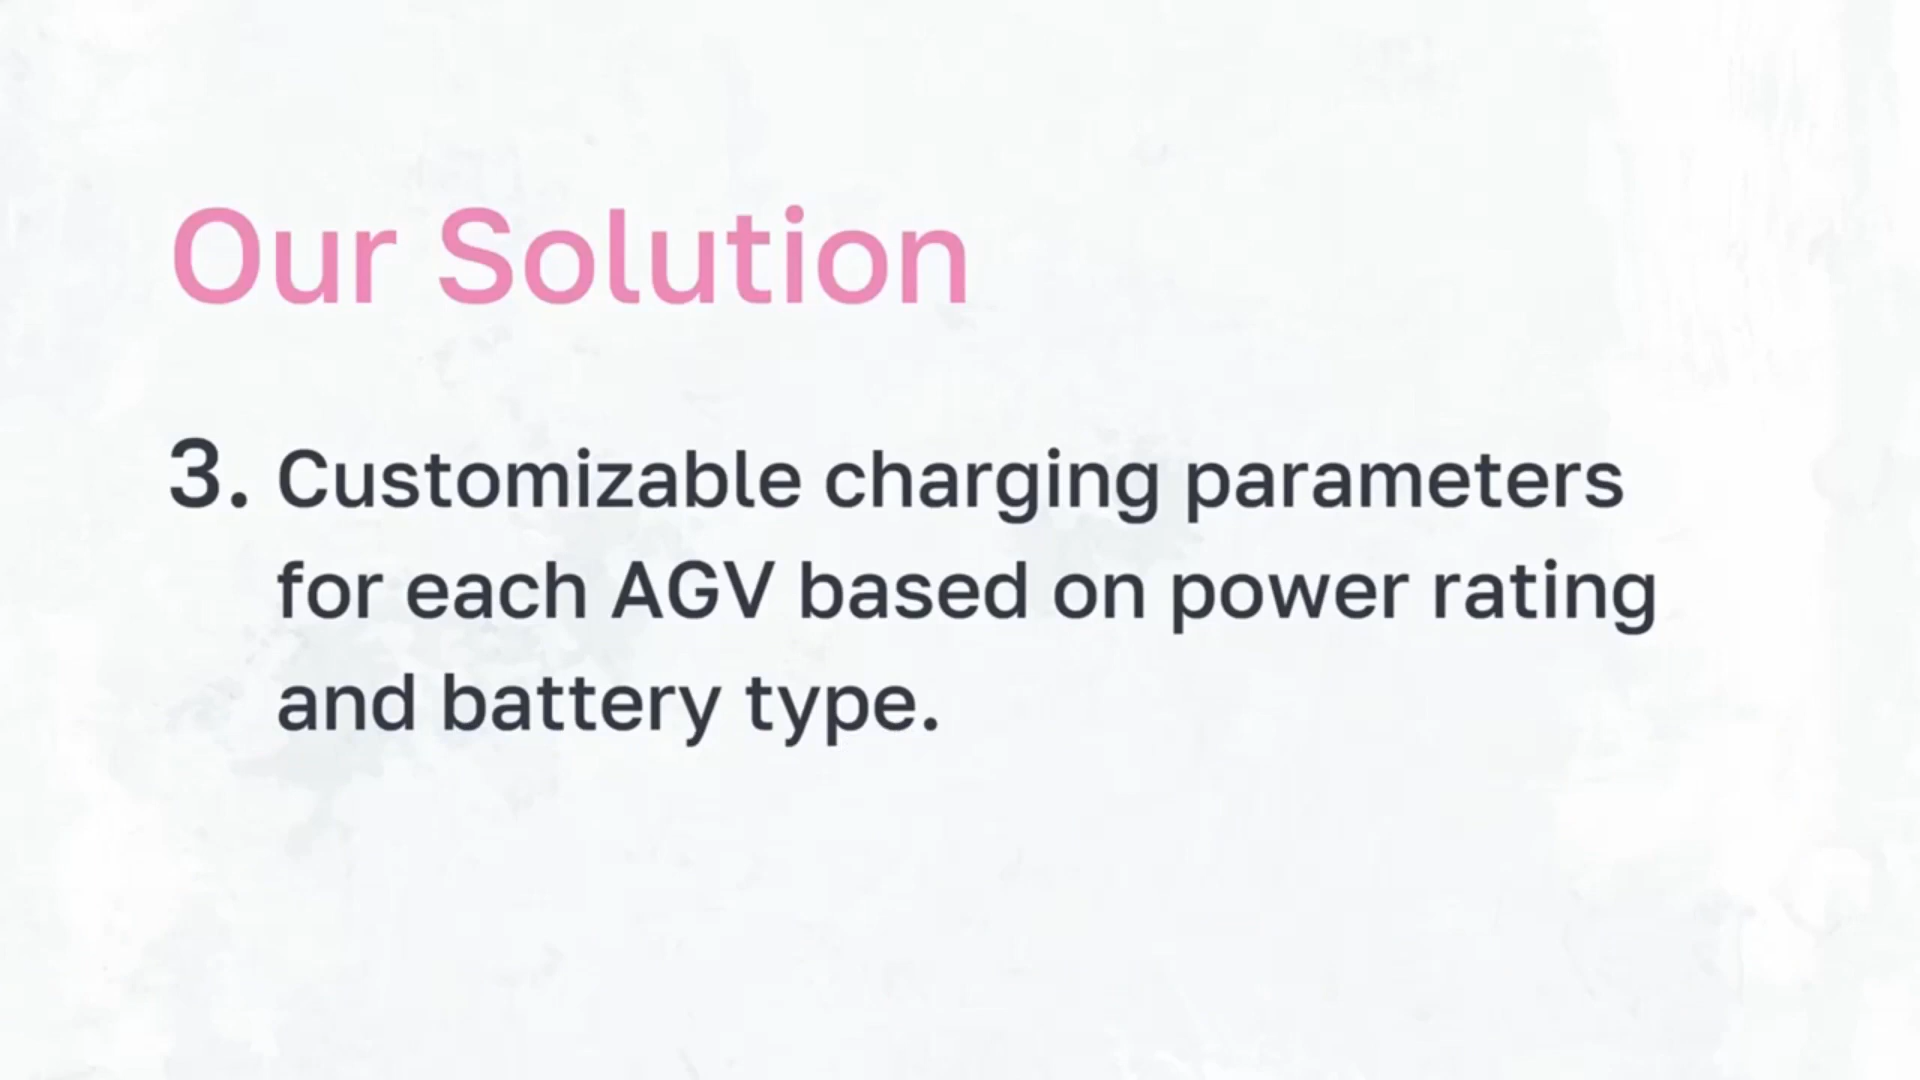 Our Solution
3. Customizable charging parameters
for each AGV based on power rating
and battery type.